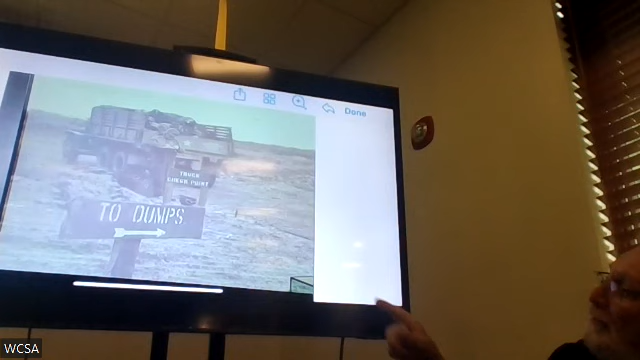 Done
TRUCK
CHECK POINT
TO DUMPS
WCSA